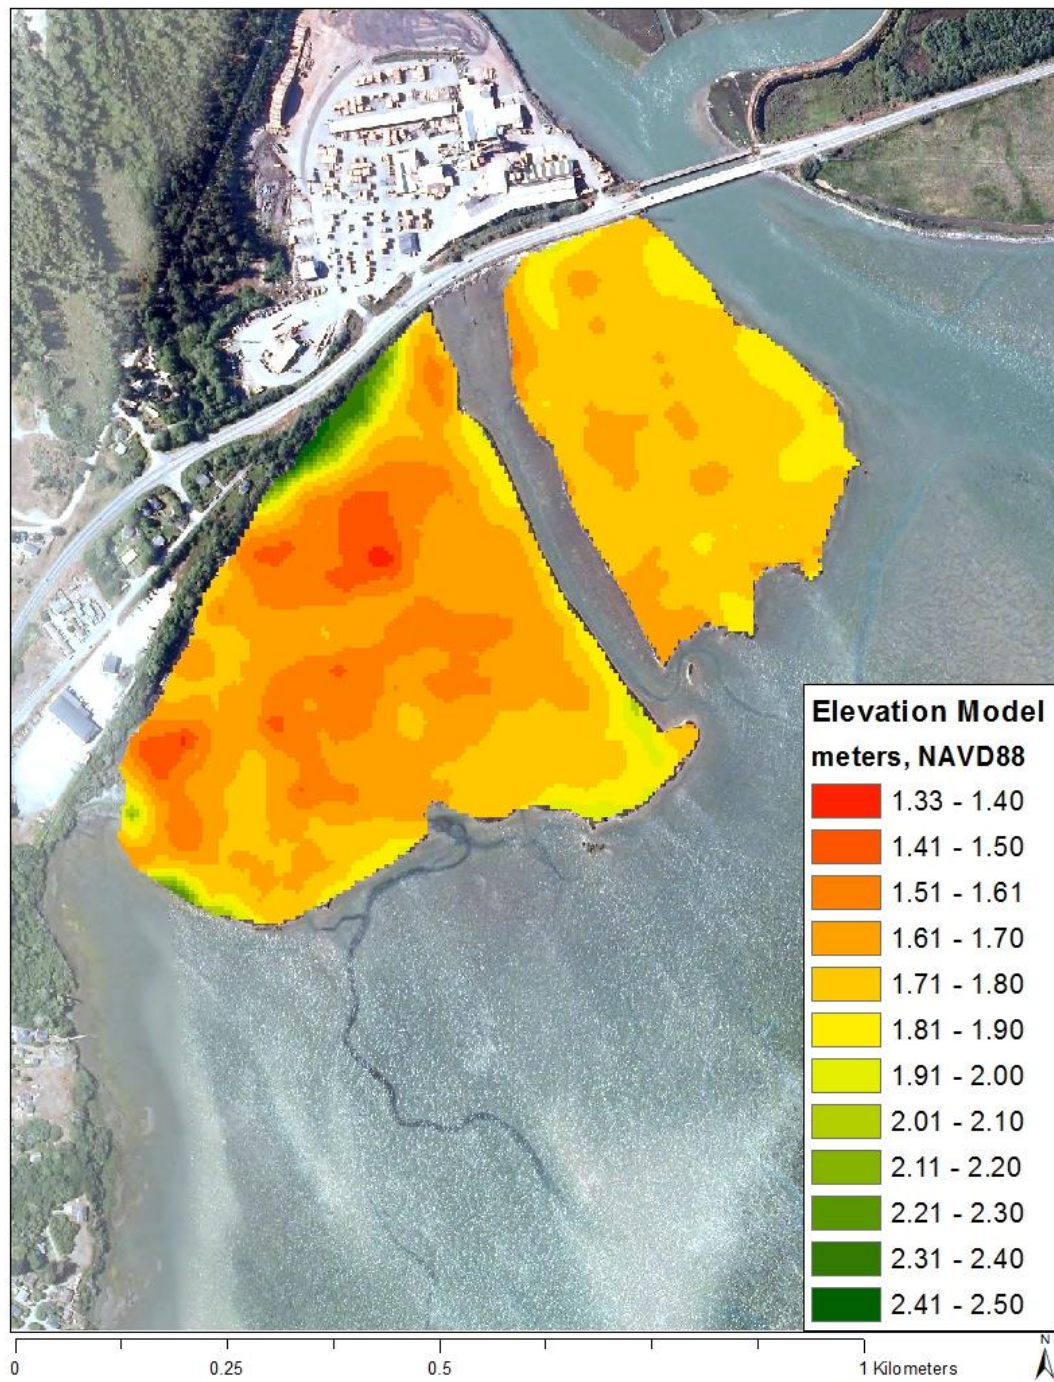 Elevation Model
meters, NAVD88
1.33 - 1.40
1.41 - 1.50
1.51 - 1.61
1.61 - 1.70
1.71 - 1.80
1.81 - 1.90
1.91 - 2.00
2.01 - 2.10
2.11 - 2.20
2.21 - 2.30
2.31 - 2.40
2.41 - 2.50
N
0 0.25 0.5 1 Kilometers